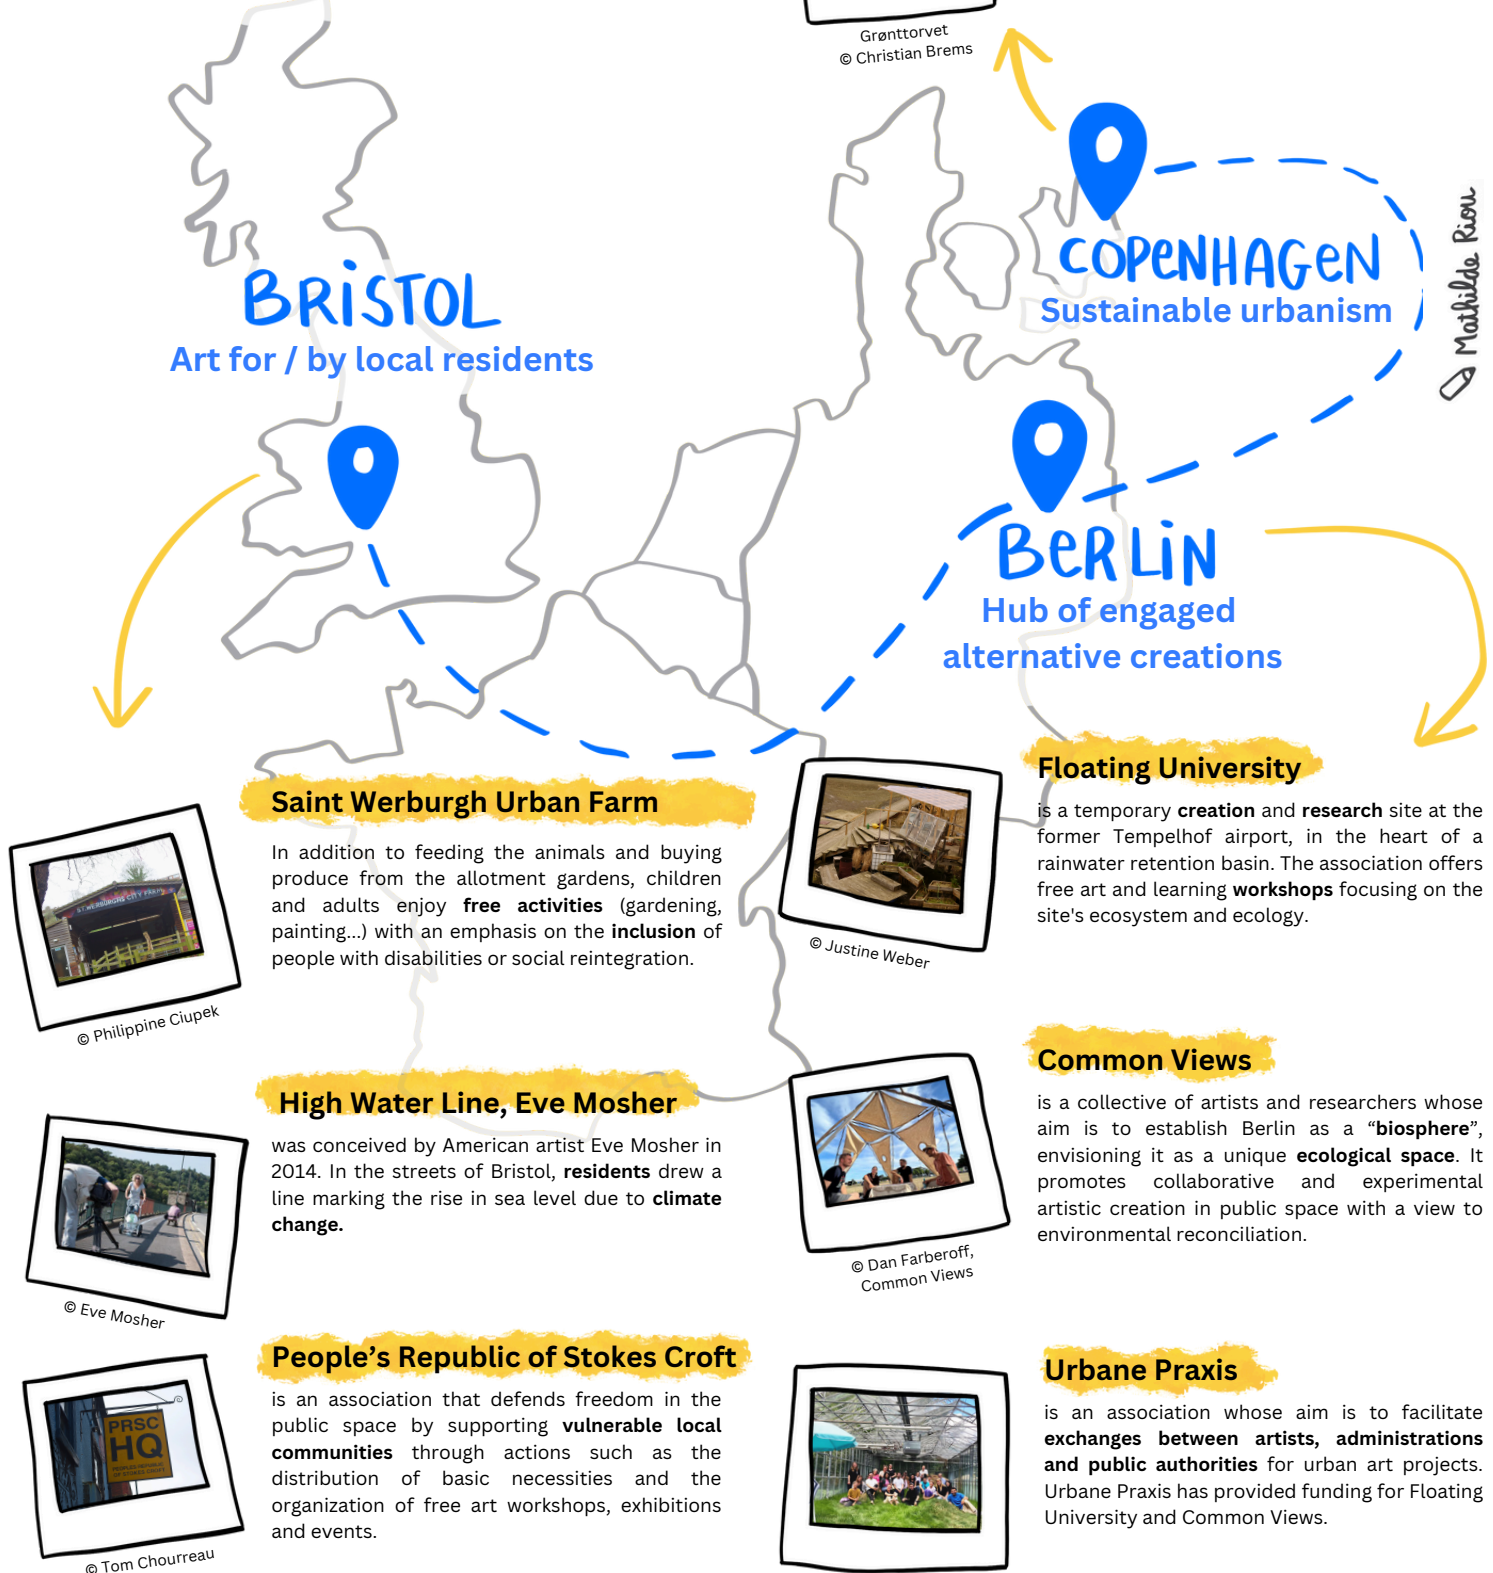 Grønttorvet
© Christian Brems
COPENHAGEN
Sustainable urbanism
Mathilde Riou
BRISTOL
Art for / by local residents
BERLIN
Hub of engaged
alternative creations
Saint Werburgh Urban Farm
In addition to feeding the animals and buying
produce from the allotment gardens, children
and adults enjoy free activities (gardening,
painting...) with an emphasis on the inclusion of
people with disabilities or social reintegration.
ST WERBURGHS CITY FARM
© Philippine Ciupek
High Water Line, Eve Mosher
was conceived by American artist Eve Mosher in
2014. In the streets of Bristol, residents drew a
line marking the rise in sea level due to climate
change.
© Eve Mosher
People's Republic of Stokes Croft
is an association that defends freedom in the
public space by supporting vulnerable local
communities through actions such as the
distribution of basic necessities and the
organization of free art workshops, exhibitions
and events.
PRSC
HQ
PEOPLES REPUBLIC
OF STOKES CROFT
© Tom Chourreau
Floating University
is a temporary creation and research site at the
former Tempelhof airport, in the heart of a
rainwater retention basin. The association offers
free art and learning workshops focusing on the
site's ecosystem and ecology.
© Justine Weber
Common Views
is a collective of artists and researchers whose
aim is to establish Berlin as a “biosphere”,
envisioning it as a unique ecological space. It
promotes collaborative and experimental
artistic creation in public space with a view to
environmental reconciliation.
© Dan Farberoff,
Common Views
Urbane Praxis
is an association whose aim is to facilitate
exchanges between artists, administrations
and public authorities for urban art projects.
Urbane Praxis has provided funding for Floating
University and Common Views.